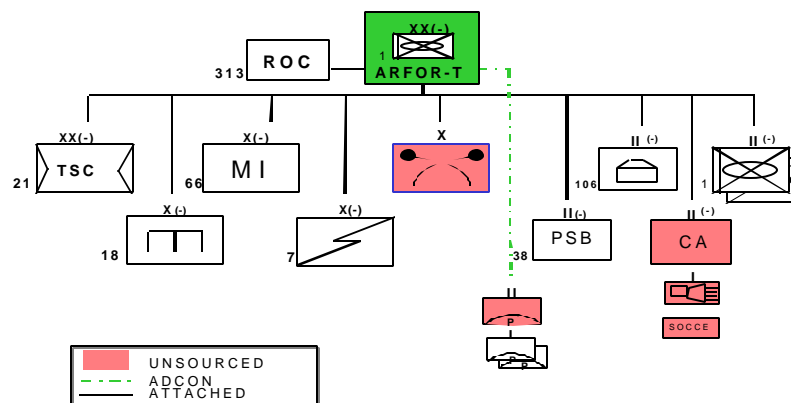 XX(-)
1
ARFOR-T
ROC
313
XX(-)
TSC
21
X(-)
18
X(-)
MI
66
X(-)
7
X
II
P
P
P
II(-)
PSB
38
II (-)
106
II (-)
CA
I
SOCCE
II (-)
1
UNSOURCED
ADCON
ATTACHED